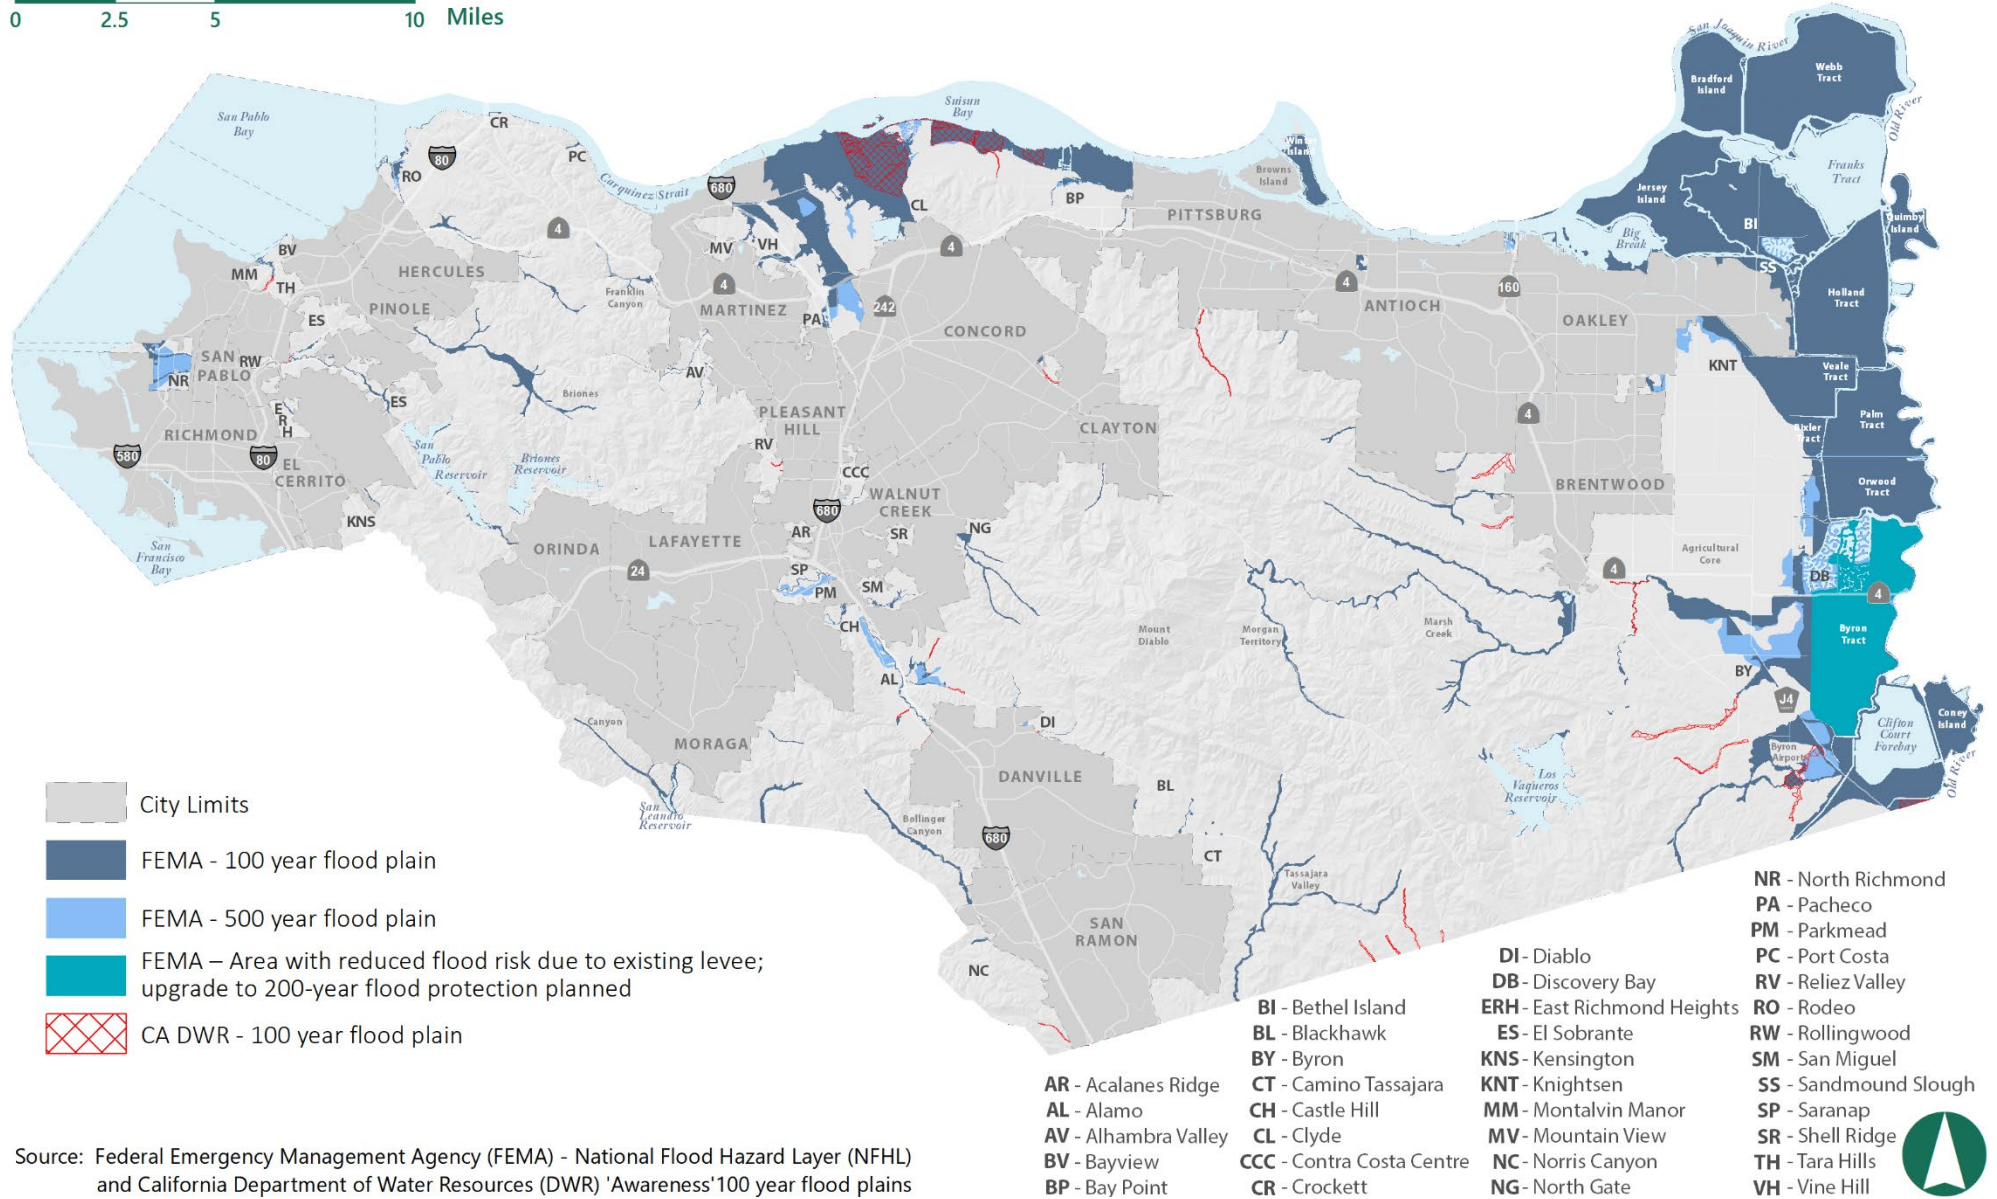 0 2.5 5 10 Miles
San Joaquin River
Webb
Tract
Bradford
Island
Old River
Suisun
Bay
San Pablo
Bay
CR
80
PC
RO
Carquinez Strait
680
CL
BP
Winter
Island
Browns
Island
PITTSBURG
Jersey
Island
Franks
Tract
BI
Quimby
Island
Big
Break
SS
BV
MM
TH
HERCULES
4
MV
VH
4
4
PINOLE
Franklin
Canyon
MARTINEZ
PA
242
CONCORD
4
ANTIOCH
160
OAKLEY
Holland
Tract
ES
SAN
PABLO
RW
NR
Briones
AV
KNT
Veale
Tract
ES
E
R
H
RICHMOND
580
80
EL
CERRITO
San
Pablo
Reservoir
Briones
Reservoir
PLEASANT
HILL
RV
CCC
CLAYTON
4
Palm
Tract
Bixler
Tract
KNS
WALNUT
CREEK
680
BRENTWOOD
Orwood
Tract
San
Francisco
Bay
ORINDA
LAFAYETTE
24
AR
SR
NG
SP
PM
SM
CH
4
Agricultural
Core
DB
4
Mount
Diablo
Morgan
Territory
Marsh
Creek
Byron
Tract
AL
BY
J4
Canyon
MORAGA
DI
DANVILLE
Clifton
Court
Forebay
Coney
Island
Byron
Airport
Old River
San
Leandro
Reservoir
Bollinger
Canyon
680
BL
CT
Los
Vaqueros
Reservoir
Tassajara
Valley
SAN
RAMON
NC
City Limits
FEMA - 100 year flood plain
FEMA - 500 year flood plain
FEMA – Area with reduced flood risk due to existing levee;
upgrade to 200-year flood protection planned
CA DWR - 100 year flood plain
AR - Acalanes Ridge
AL - Alamo
AV - Alhambra Valley
BV - Bayview
BP - Bay Point
BI - Bethel Island
BL - Blackhawk
BY - Byron
CT - Camino Tassajara
CH - Castle Hill
CL - Clyde
CCC - Contra Costa Centre
CR - Crockett
DI - Diablo
DB - Discovery Bay
ERH - East Richmond Heights
ES - El Sobrante
KNS - Kensington
KNT - Knightsen
MM - Montalvin Manor
MV - Mountain View
NC - Norris Canyon
NG - North Gate
NR - North Richmond
PA - Pacheco
PM - Parkmead
PC - Port Costa
RV - Reliez Valley
RO - Rodeo
RW - Rollingwood
SM - San Miguel
SS - Sandmound Slough
SP - Saranap
SR - Shell Ridge
TH - Tara Hills
VH - Vine Hill
Source: Federal Emergency Management Agency (FEMA) - National Flood Hazard Layer (NFHL)
and California Department of Water Resources (DWR) 'Awareness'100 year flood plains